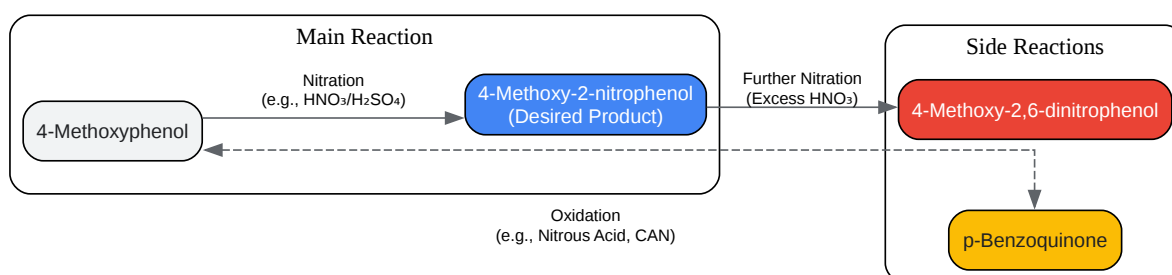 Main Reaction
Nitration
(e.g., HNO₃/H₂SO₄)
4-Methoxyphenol
4-Methoxy-2-nitrophenol
(Desired Product)
Further Nitration
(Excess HNO₃)
Side Reactions
4-Methoxy-2,6-dinitrophenol
Oxidation
(e.g., Nitrous Acid, CAN)
p-Benzoquinone